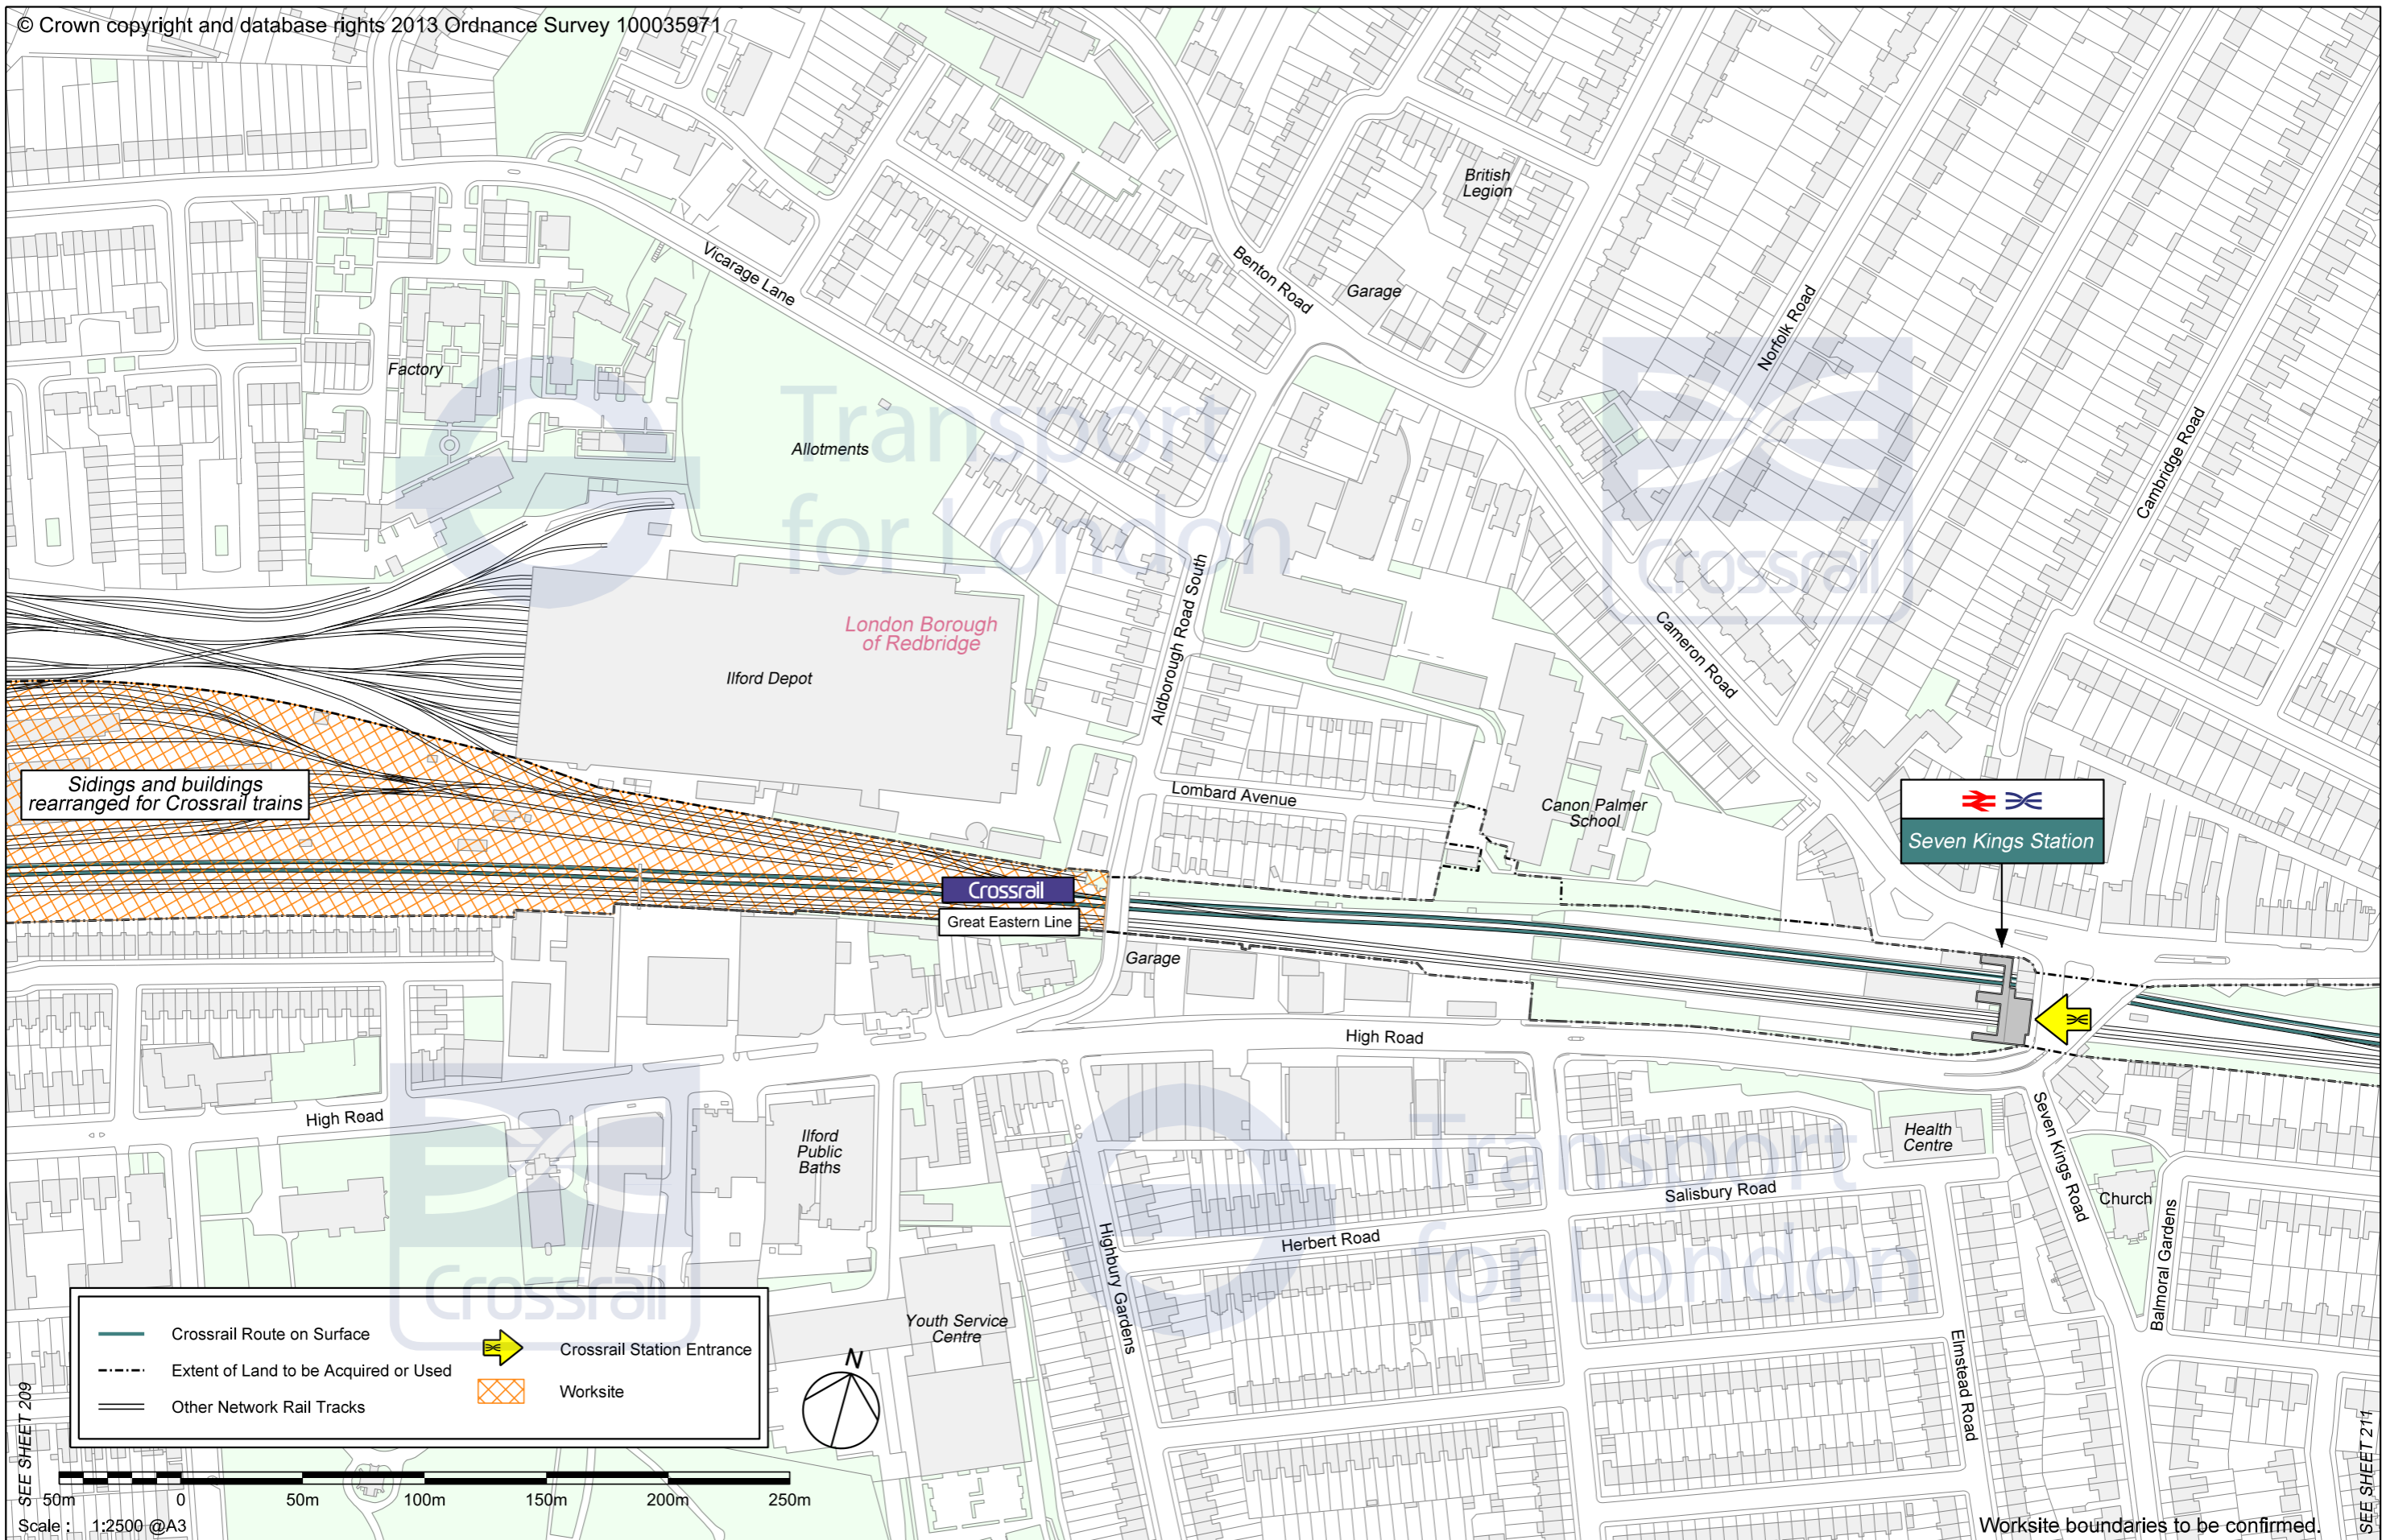 © Crown copyright and database rights 2013 Ordnance Survey 100035971
British
Legion
Vicarage Lane
Benton Road
Garage
Norfolk Road
Factory
Transport
for London
Crossrail
Allotments
Cambridge Road
London Borough
of Redbridge
Ilford Depot
Aldborough Road South
Cameron Road
Sidings and buildings
rearranged for Crossrail trains
Lombard Avenue
Canon Palmer
School
Seven Kings Station
Crossrail
Great Eastern Line
Garage
High Road
High Road
Ilford
Public
Baths
Health
Centre
Seven Kings Road
Church
Balmoral Gardens
Salisbury Road
Herbert Road
Highbury Gardens
Transport
for London
Crossrail
Youth Service
Centre
Elmstead Road
Crossrail Route on Surface
Extent of Land to be Acquired or Used
Other Network Rail Tracks
Crossrail Station Entrance
Worksite
N
SEE SHEET 209
SEE SHEET 211
50m 0 50m 100m 150m 200m 250m
Scale : 1:2500 @A3
Worksite boundaries to be confirmed.